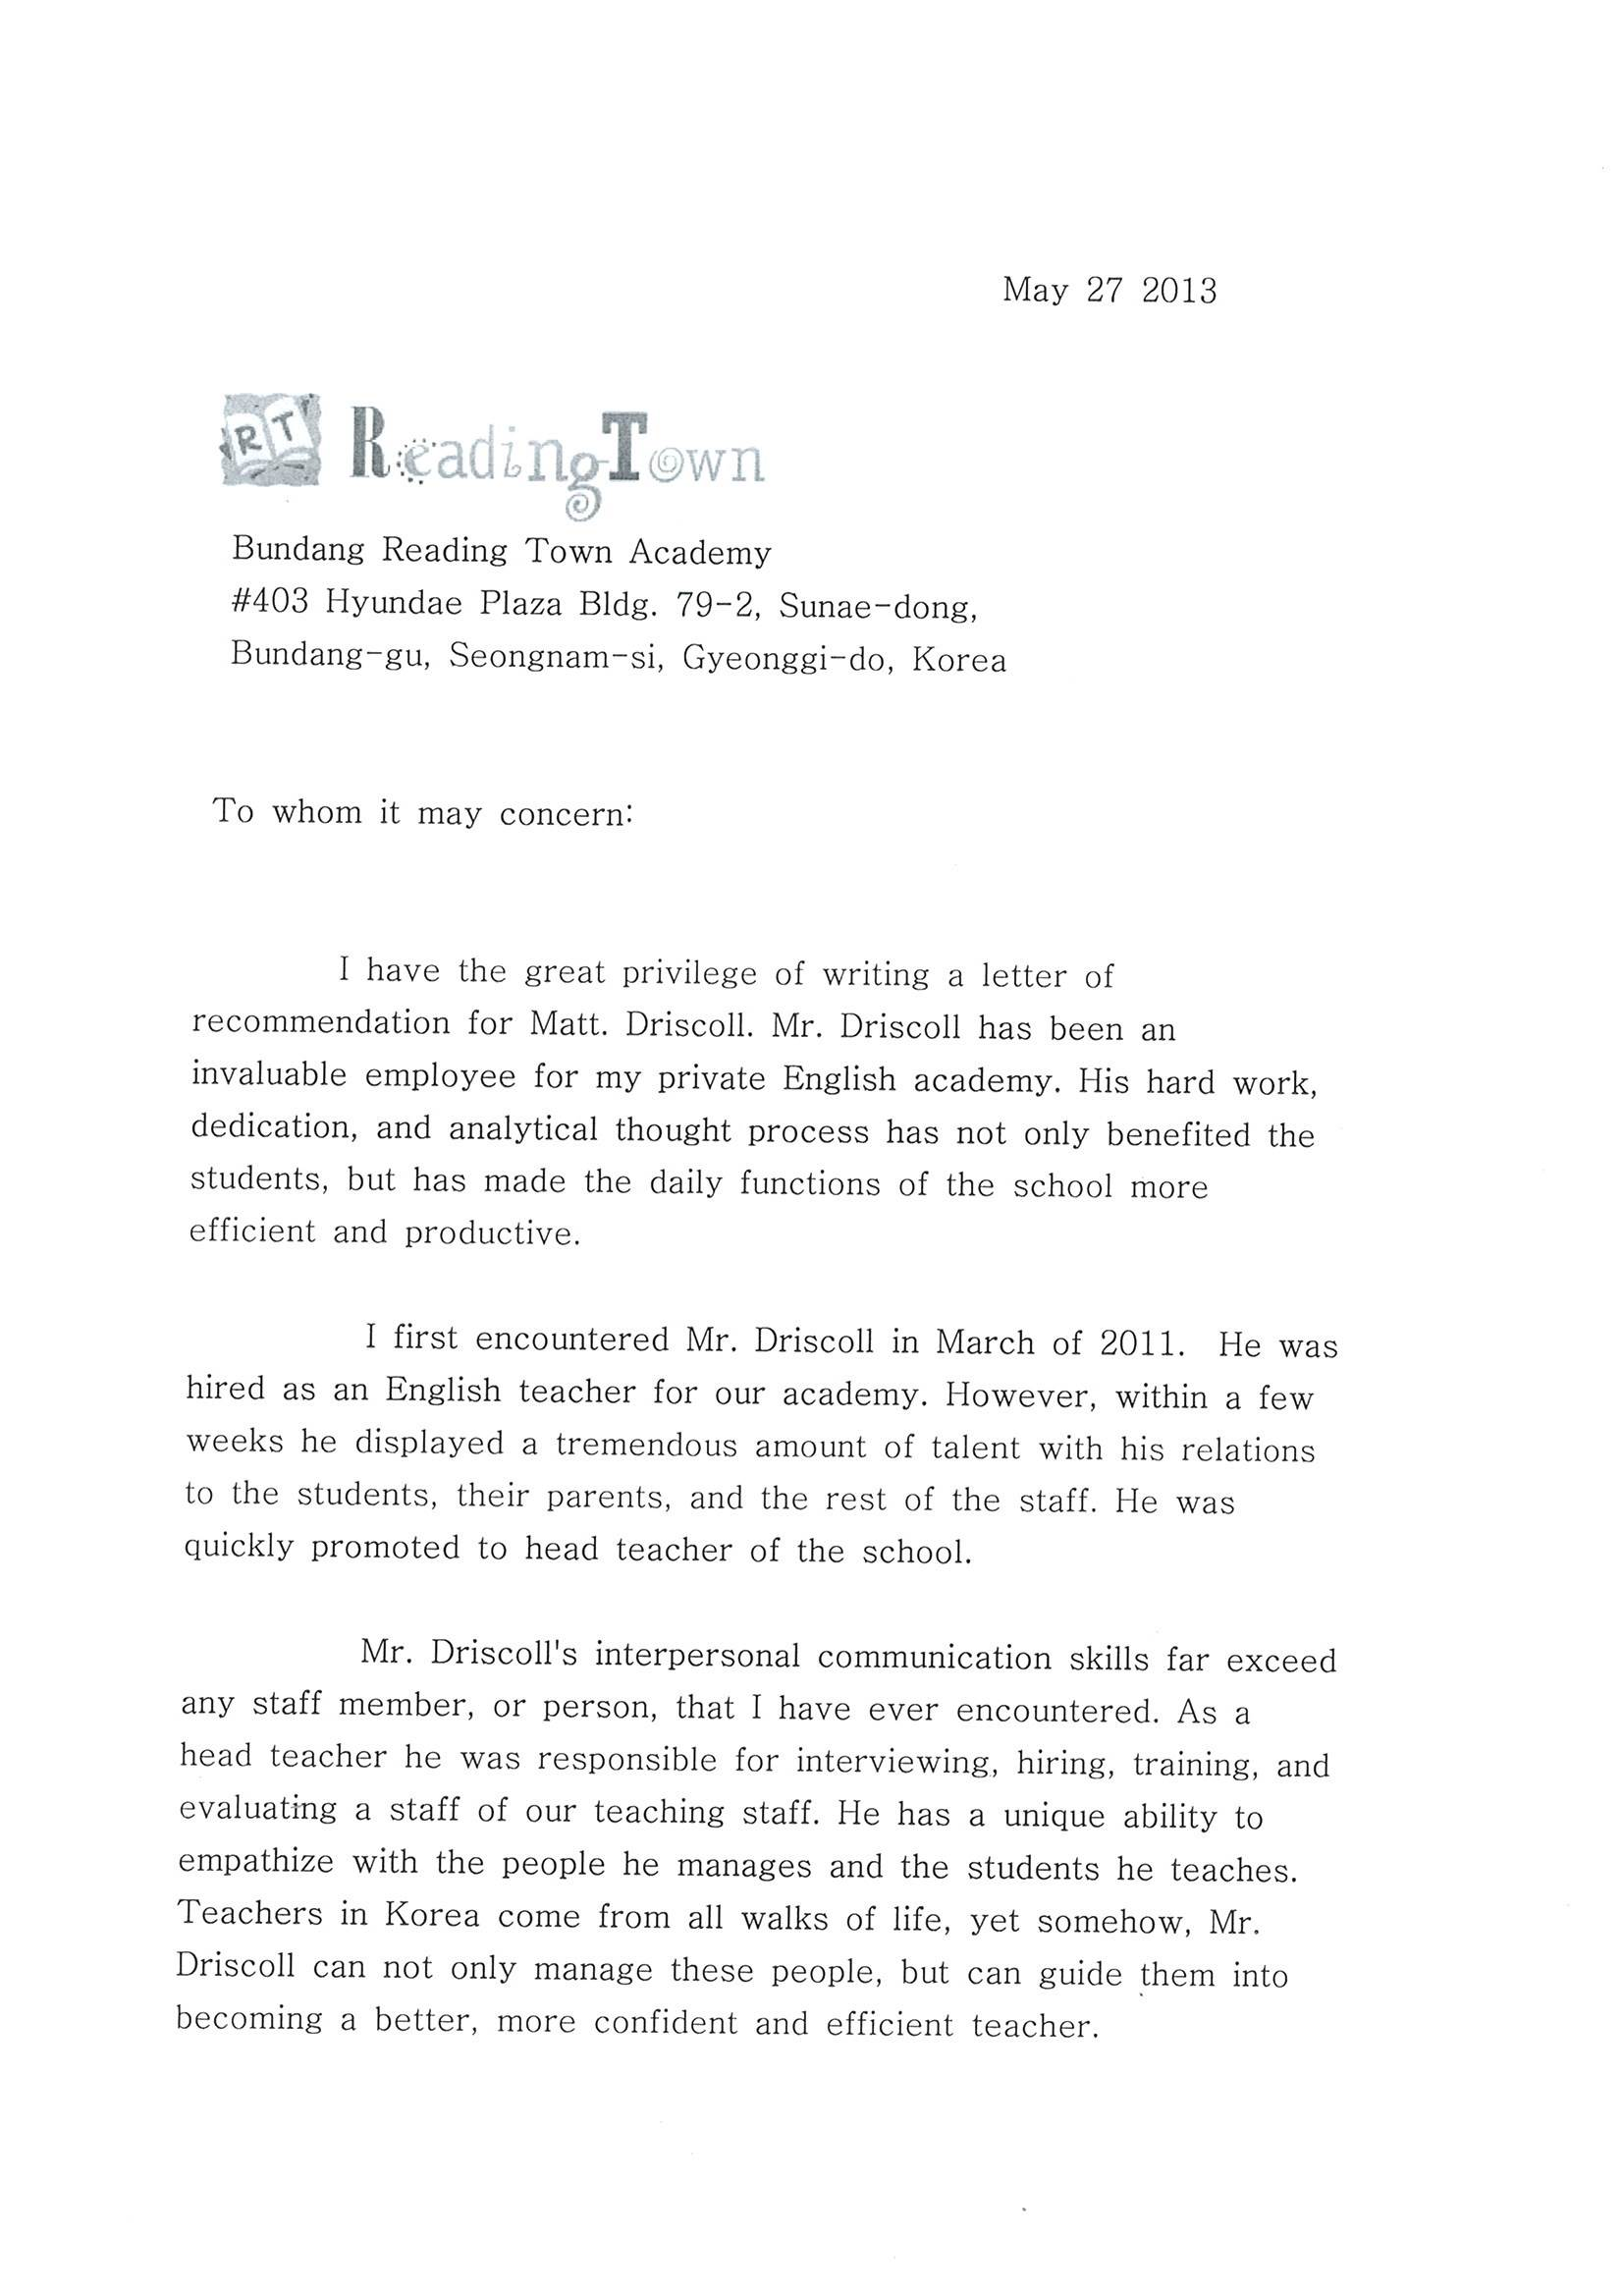 May 27 2013
RT ReadingTown
Bundang Reading Town Academy
#403 Hyundae Plaza Bldg. 79-2, Sunae-dong,
Bundang-gu, Seongnam-si, Gyeonggi-do, Korea
To whom it may concern:
I have the great privilege of writing a letter of
recommendation for Matt. Driscoll. Mr. Driscoll has been an
invaluable employee for my private English academy. His hard work,
dedication, and analytical thought process has not only benefited the
students, but has made the daily functions of the school more
efficient and productive.
I first encountered Mr. Driscoll in March of 2011. He was
hired as an English teacher for our academy. However, within a few
weeks he displayed a tremendous amount of talent with his relations
to the students, their parents, and the rest of the staff. He was
quickly promoted to head teacher of the school.
Mr. Driscoll's interpersonal communication skills far exceed
any staff member, or person, that I have ever encountered. As a
head teacher he was responsible for interviewing, hiring, training, and
evaluating a staff of our teaching staff. He has a unique ability to
empathize with the people he manages and the students he teaches.
Teachers in Korea come from all walks of life, yet somehow, Mr.
Driscoll can not only manage these people, but can guide them into
becoming a better, more confident and efficient teacher.